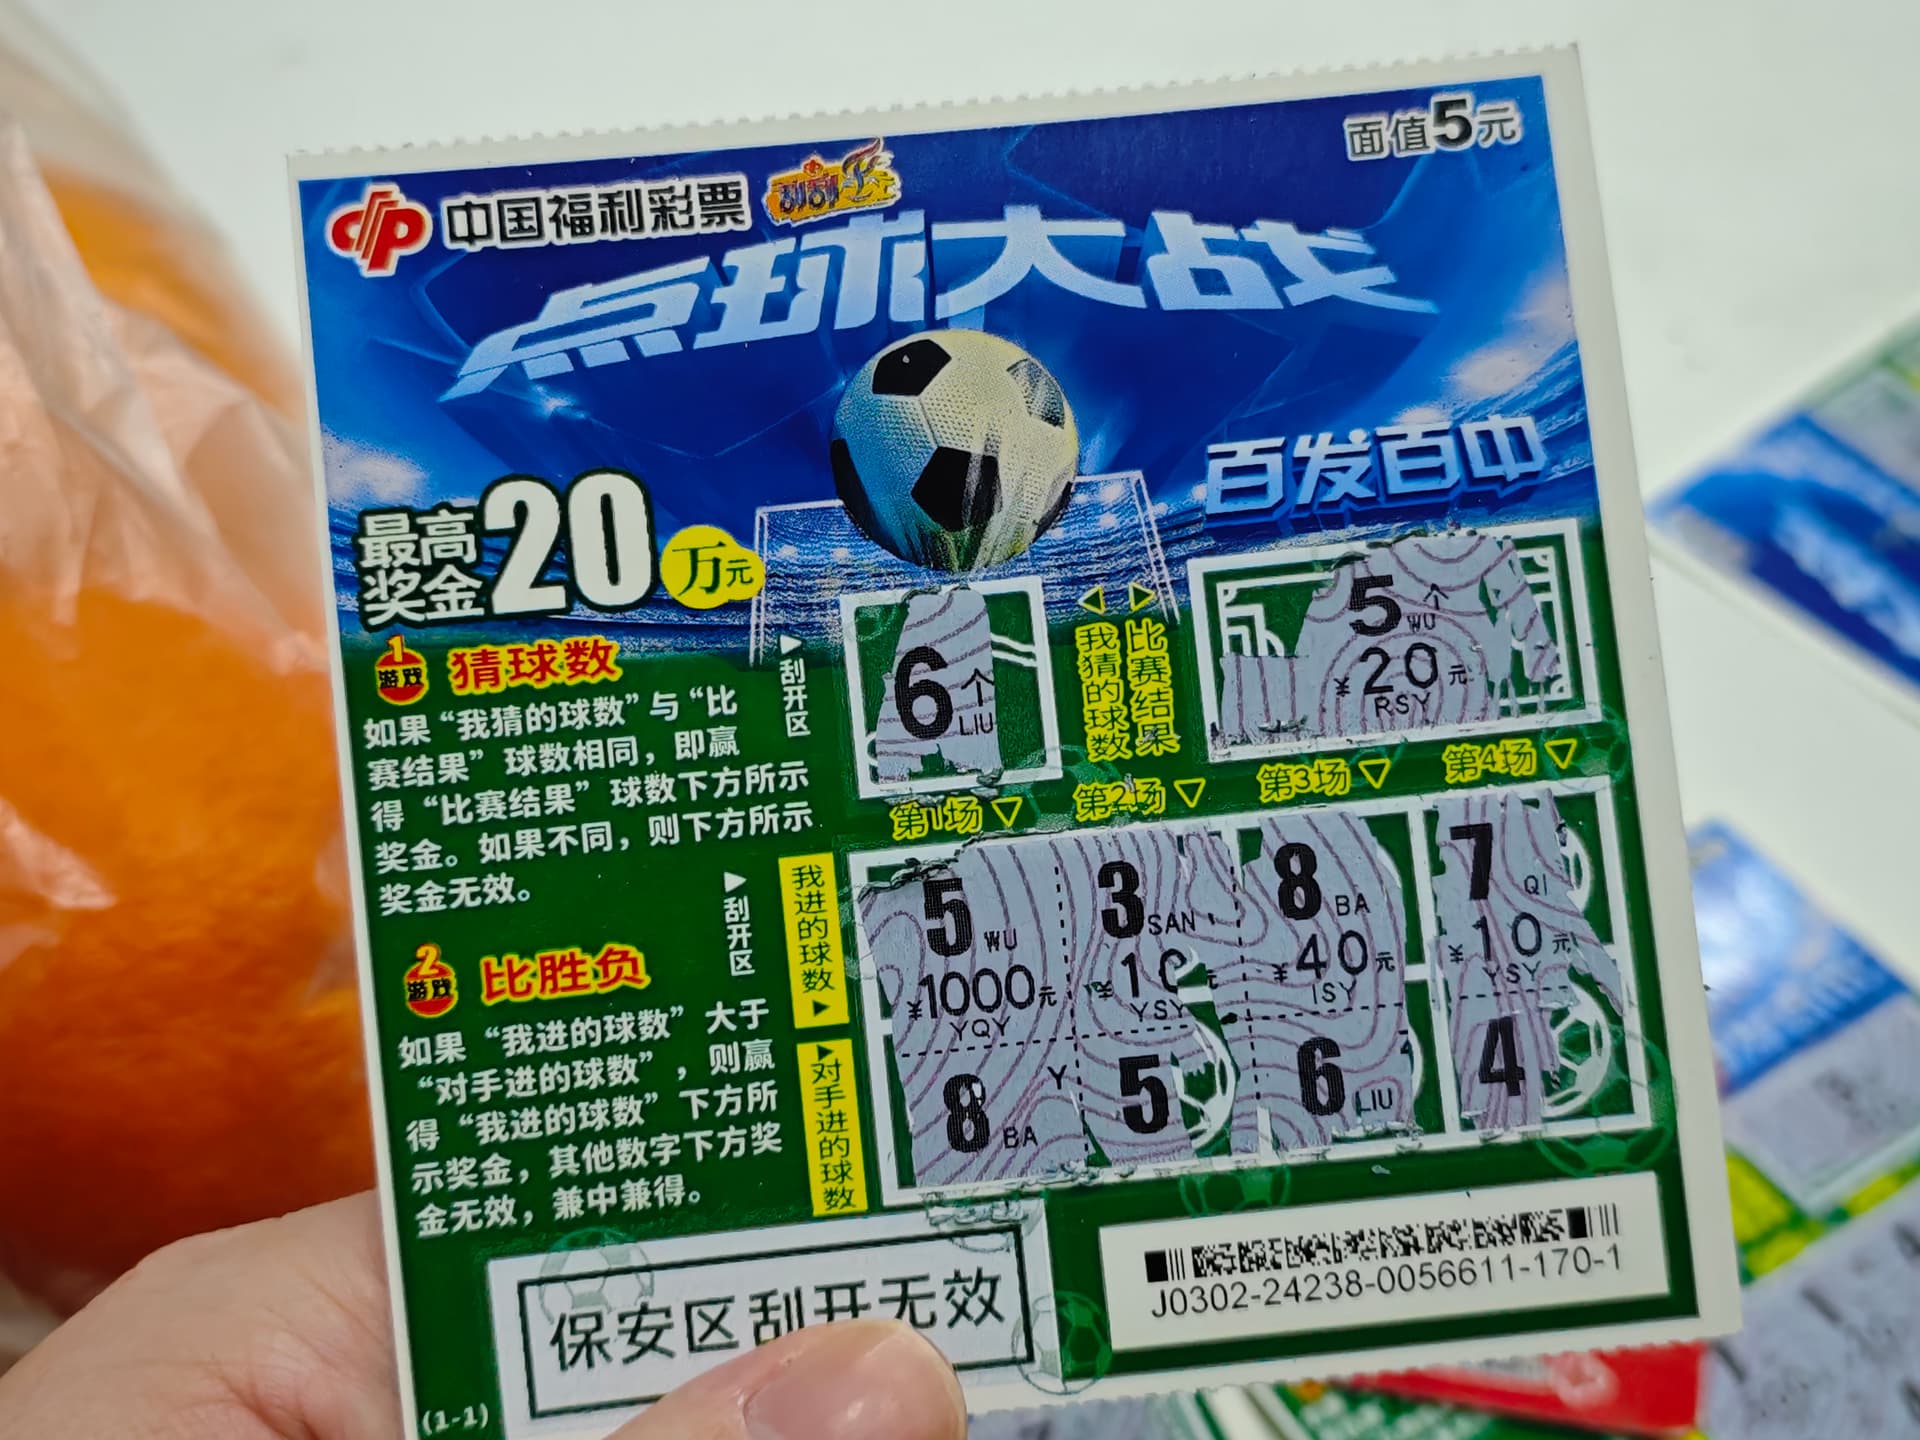 面值5元
中国福利彩票
刮刮乐
点球大战
百发百中
最高
奖金20万元
1
游戏
猜球数
如果“我猜的球数”与“比
赛结果”球数相同，即赢
得“比赛结果”球数下方所示
奖金。如果不同，则下方所示
奖金无效。
▶刮开区
6个
LIU
◁我猜的球数
▷比赛结果
5个
WU
¥20元
RSY
2
游戏
比胜负
如果“我进的球数”大于
“对手进的球数”，则赢
得“我进的球数”下方所
示奖金，其他数字下方奖
金无效，兼中兼得。
▶刮开区
第1场▽ 第2场▽ 第3场▽ 第4场▽
我进的球数▶
5 3 8 7
WU SAN BA QI
¥1000元 ¥10元 ¥40元 ¥10元
YQY YSY ISY YSY
▶对手进的球数
8 5 6 4
BA Y LIU
保安区刮开无效
J0302-24238-0056611-170-1
(1-1)